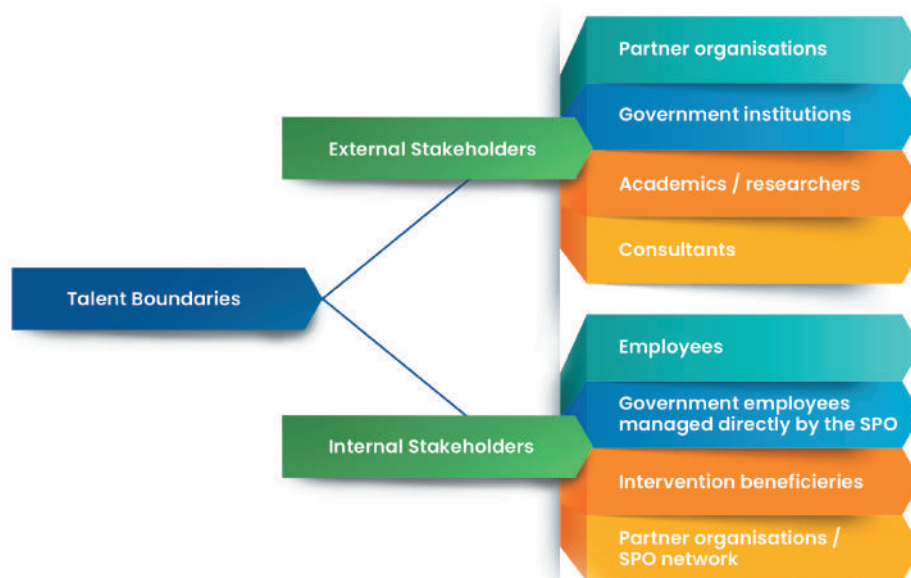 Partner organisations
Government institutions
External Stakeholders
Academics / researchers
Consultants
Talent Boundaries
Employees
Government employees
managed directly by the SPO
Internal Stakeholders
Intervention beneficieries
Partner organisations /
SPO network